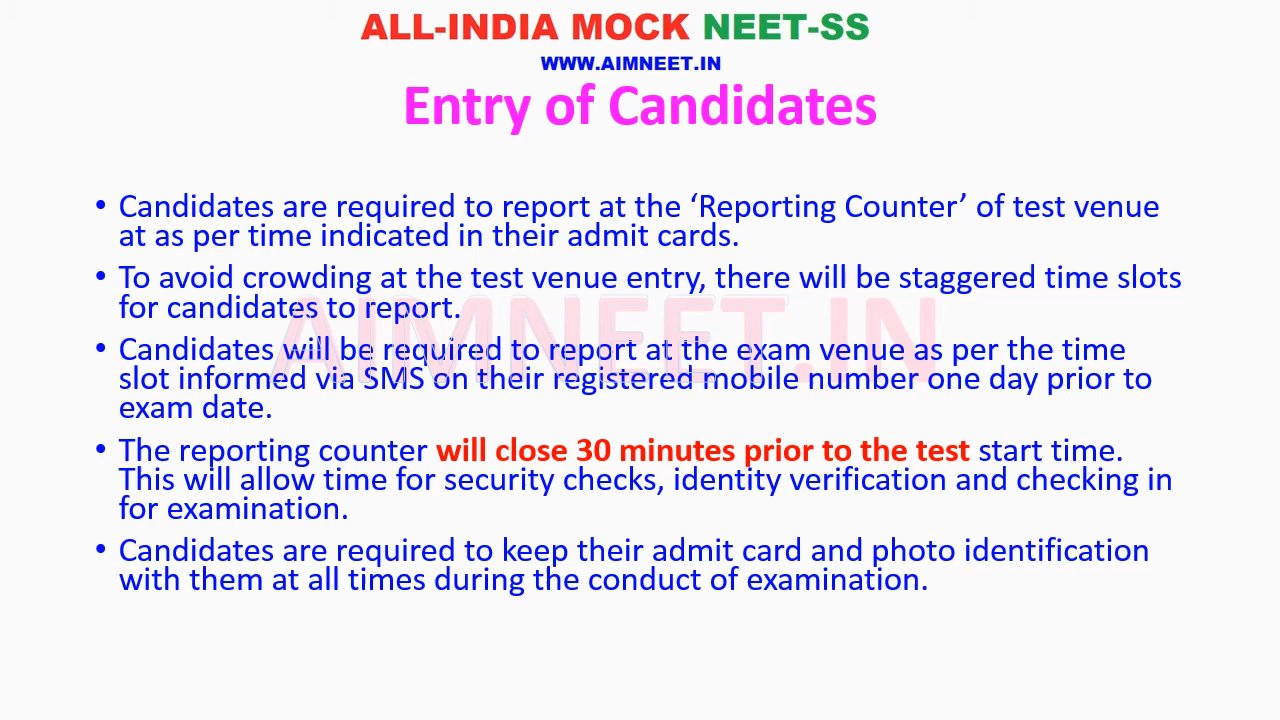 ALL-INDIA MOCK NEET-SS
WWW.AIMNEET.IN
Entry of Candidates
• Candidates are required to report at the ‘Reporting Counter’ of test venue
at as per time indicated in their admit cards.
• To avoid crowding at the test venue entry, there will be staggered time slots
for candidates to report.
AIMNEET.IN
• Candidates will be required to report at the exam venue as per the time
slot informed via SMS on their registered mobile number one day prior to
exam date.
• The reporting counter will close 30 minutes prior to the test start time.
This will allow time for security checks, identity verification and checking in
for examination.
• Candidates are required to keep their admit card and photo identification
with them at all times during the conduct of examination.